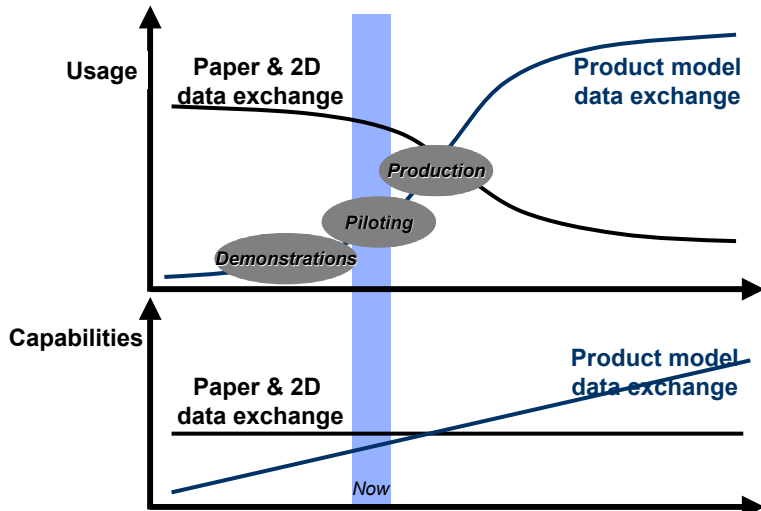 Usage
Paper & 2D
data exchange
Product model
data exchange
Production
Piloting
Demonstrations
Capabilities
Paper & 2D
data exchange
Product model
data exchange
Now